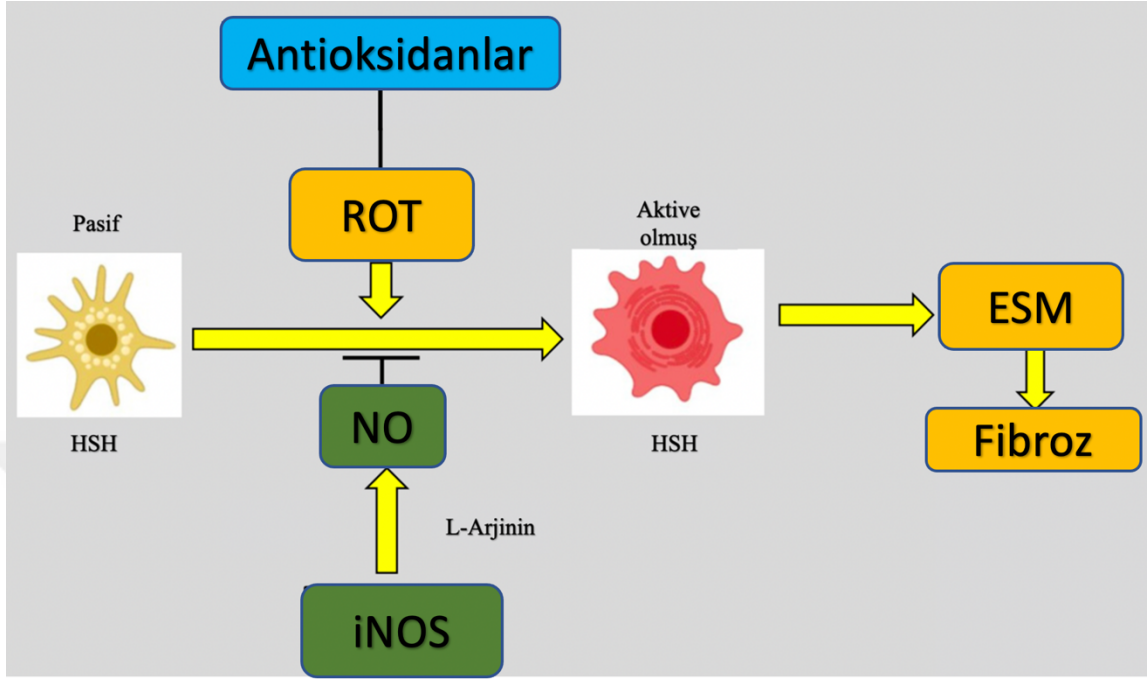 Antioksidanlar
ROT
Pasif
Aktive
olmuş
ESM
NO
HSH
HSH
Fibroz
L-Arjinin
iNOS